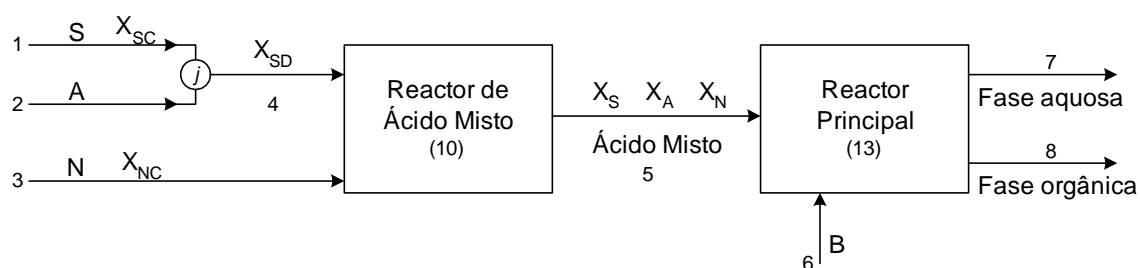 1 S X_SC
j
X_SD
4
2 A
3 N X_NC
Reactor de
Ácido Misto
(10)
X_S X_A X_N
Ácido Misto
5
Reactor
Principal
(13)
7
Fase aquosa
8
Fase orgânica
6 B